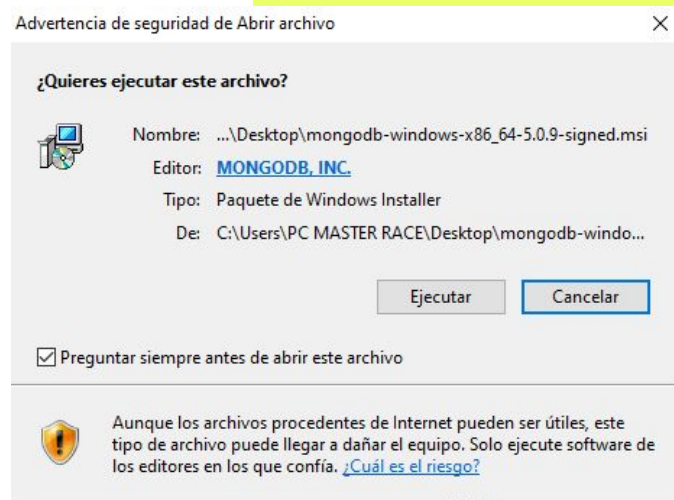 Advertencia de seguridad de Abrir archivo
¿Quieres ejecutar este archivo?
Nombre: ...\Desktop\mongodb-windows-x86_64-5.0.9-signed.msi
Editor: MONGODB, INC.
Tipo: Paquete de Windows Installer
De: C:\Users\PC MASTER RACE\Desktop\mongodb-windo...
Ejecutar Cancelar
Preguntar siempre antes de abrir este archivo
Aunque los archivos procedentes de Internet pueden ser útiles, este
tipo de archivo puede llegar a dañar el equipo. Solo ejecute software de
los editores en los que confía. ¿Cuál es el riesgo?